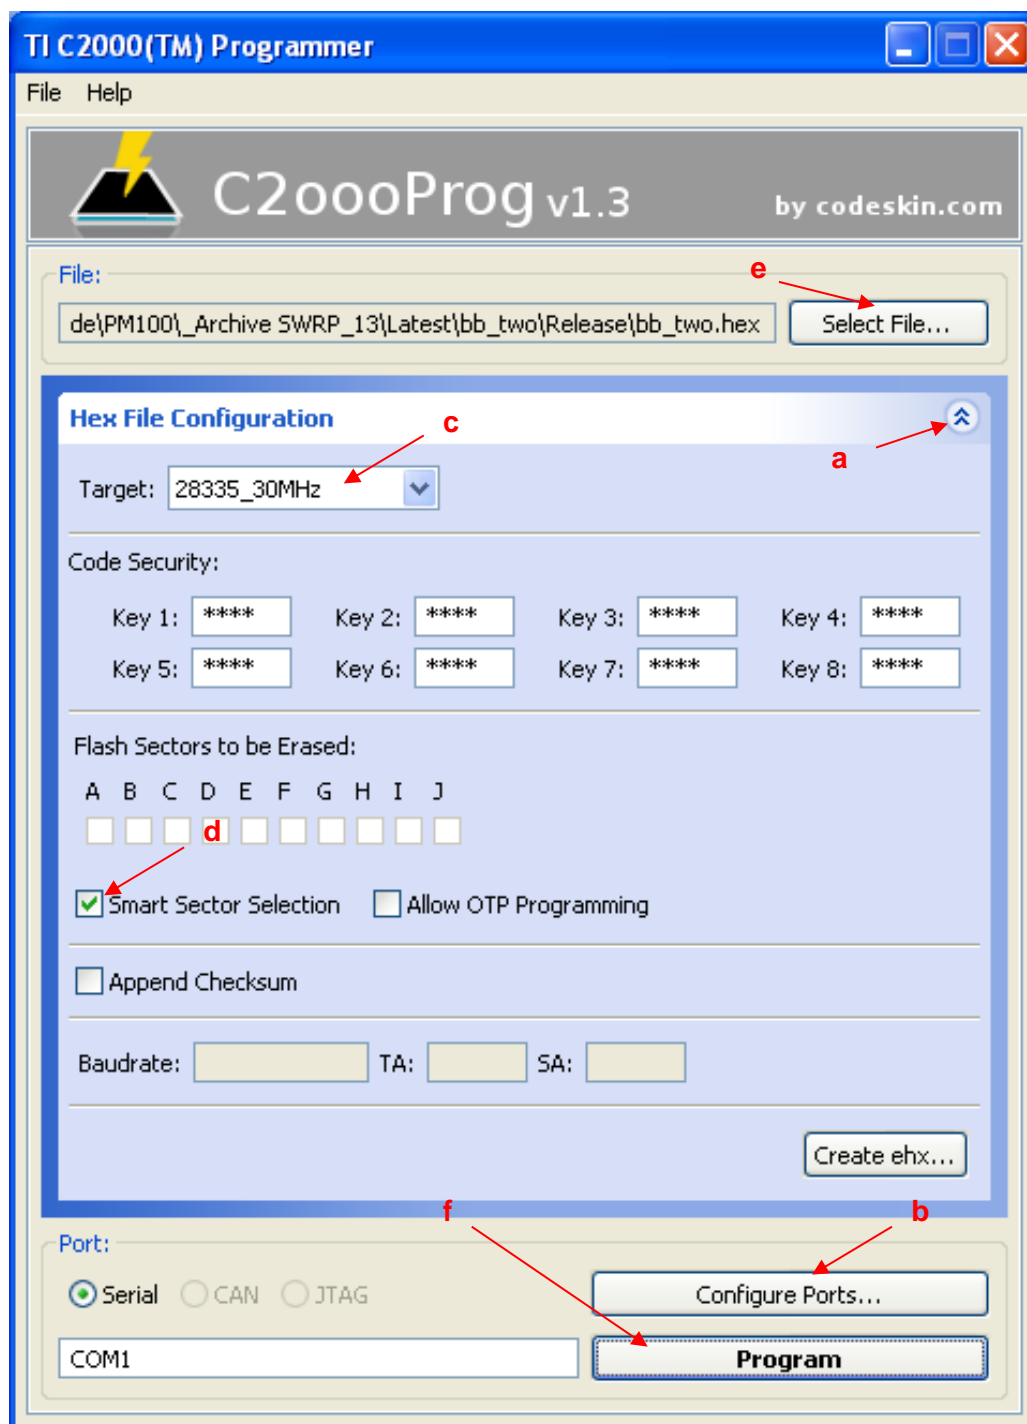 TI C2000(TM) Programmer
File Help
C2oooProg v1.3 by codeskin.com
File:
e
de\PM100\_Archive SWRP_13\Latest\bb_two\Release\bb_two.hex Select File...
Hex File Configuration
c
a
Target: 28335_30MHz
Code Security:
Key 1: **** Key 2: **** Key 3: **** Key 4: ****
Key 5: **** Key 6: **** Key 7: **** Key 8: ****
Flash Sectors to be Erased:
A B C D E F G H I J
d
Smart Sector Selection Allow OTP Programming
Append Checksum
Baudrate: TA: SA:
Create ehx...
f b
Port:
Serial CAN JTAG Configure Ports...
COM1 Program